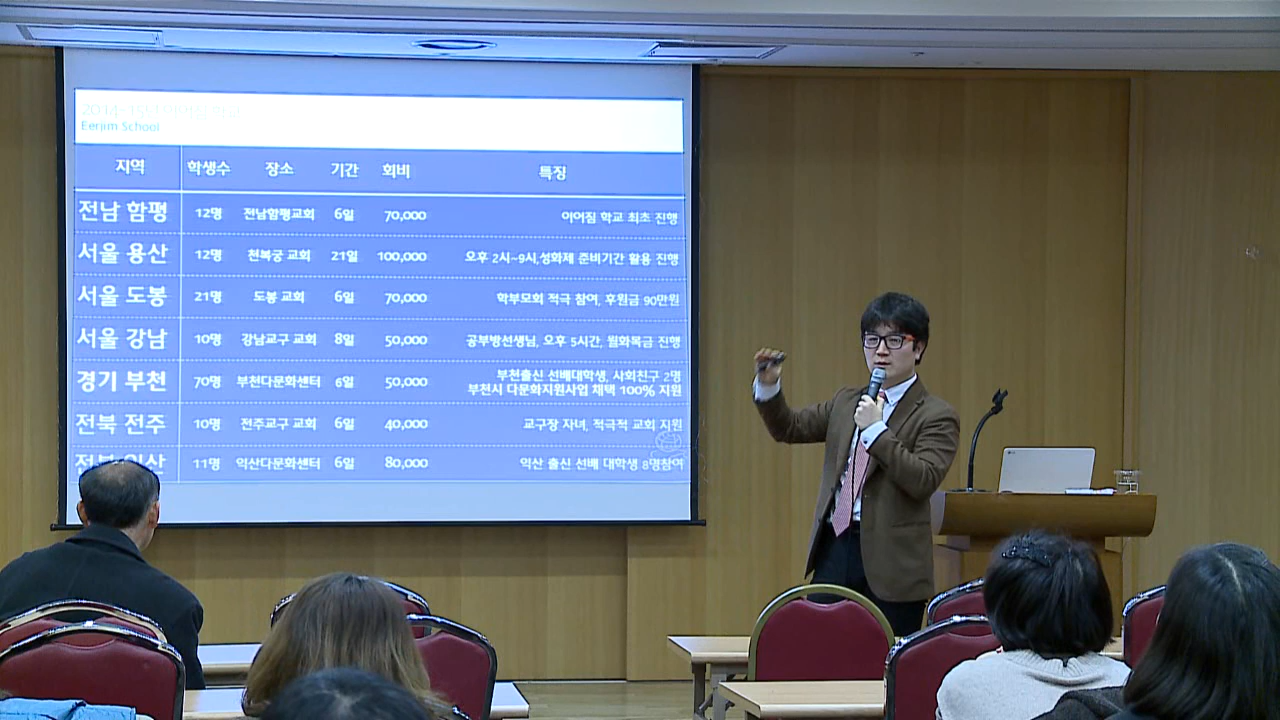 Eerjim School
지역 학생수 장소 기간 회비 특징
전남 함평 12명 전남함평교회 6일 70,000 이어짐 학교 최초 진행
서울 용산 12명 천복궁 교회 21일 100,000 오후 2시~9시,성화제 준비기간 활용 진행
서울 도봉 21명 도봉 교회 6일 70,000 학부모회 적극 참여, 후원금 90만원
서울 강남 10명 강남교구 교회 8일 50,000 공부방선생님, 오후 5시간, 월화목금 진행
경기 부천 70명 부천다문화센터 6일 50,000 부천출신 선배대학생, 사회친구 2명
부천시 다문화지원사업 채택 100% 지원
전북 전주 10명 전주교구 교회 6일 40,000 교구장 자녀, 적극적 교회 지원
전북 익산 11명 익산다문화센터 6일 80,000 익산 출신 선배 대학생 8명참여